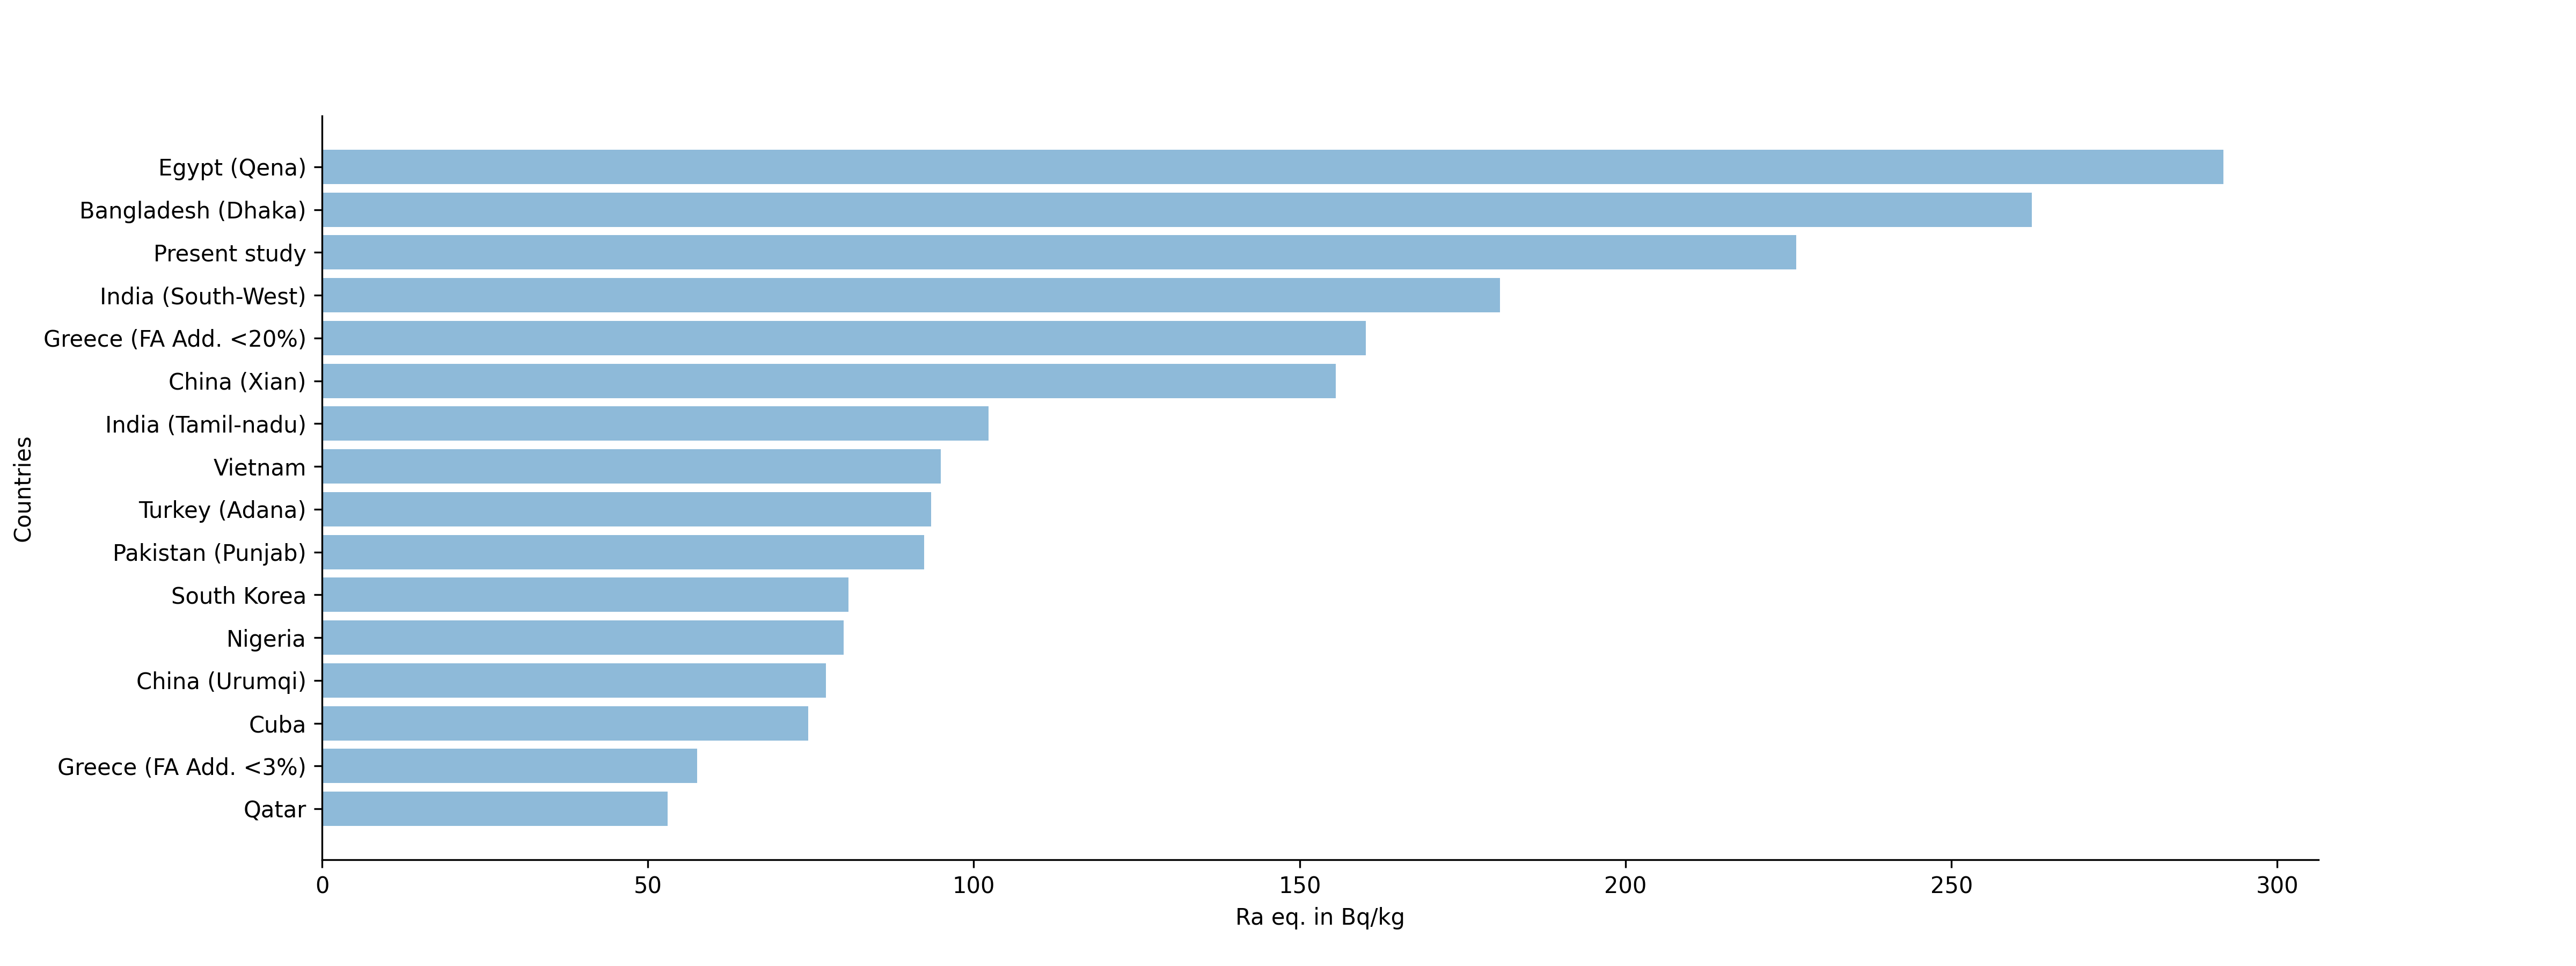 Egypt (Qena)
Bangladesh (Dhaka)
Present study
India (South-West)
Greece (FA Add. <20%)
China (Xian)
India (Tamil-nadu)
Vietnam
Turkey (Adana)
Pakistan (Punjab)
South Korea
Nigeria
China (Urumqi)
Cuba
Greece (FA Add. <3%)
Qatar
Countries
0 50 100 150 200 250 300
Ra eq. in Bq/kg